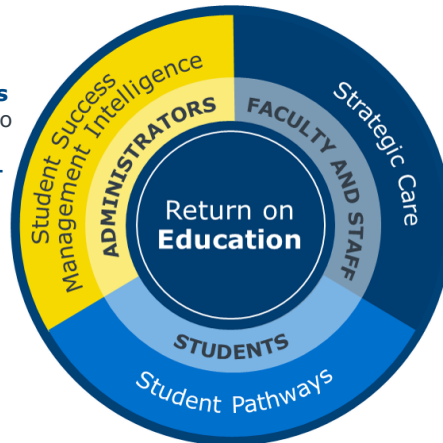 s
o
Student Success
Management Intelligence
ADMINISTRATORS
FACULTY AND STAFF
Strategic Care
Return on
Education
STUDENTS
Student Pathways